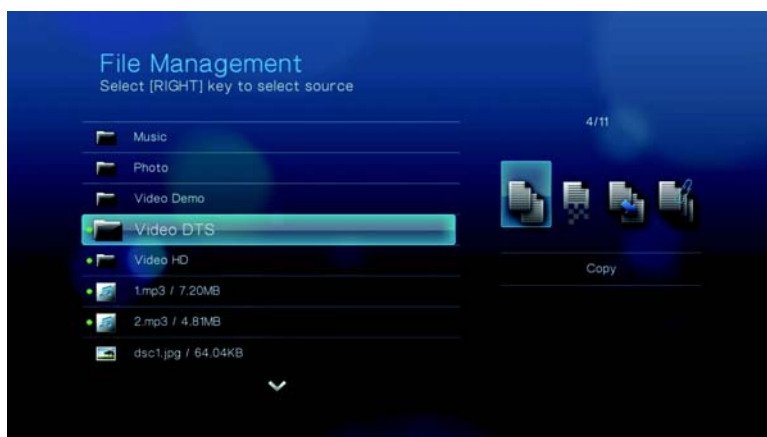 File Management
Select [RIGHT] key to select source
4/11
Music
Photo
Video Demo
Video DTS
Video HD
Copy
1.mp3 / 7.20MB
2.mp3 / 4.81MB
dsc1.jpg / 64.04KB